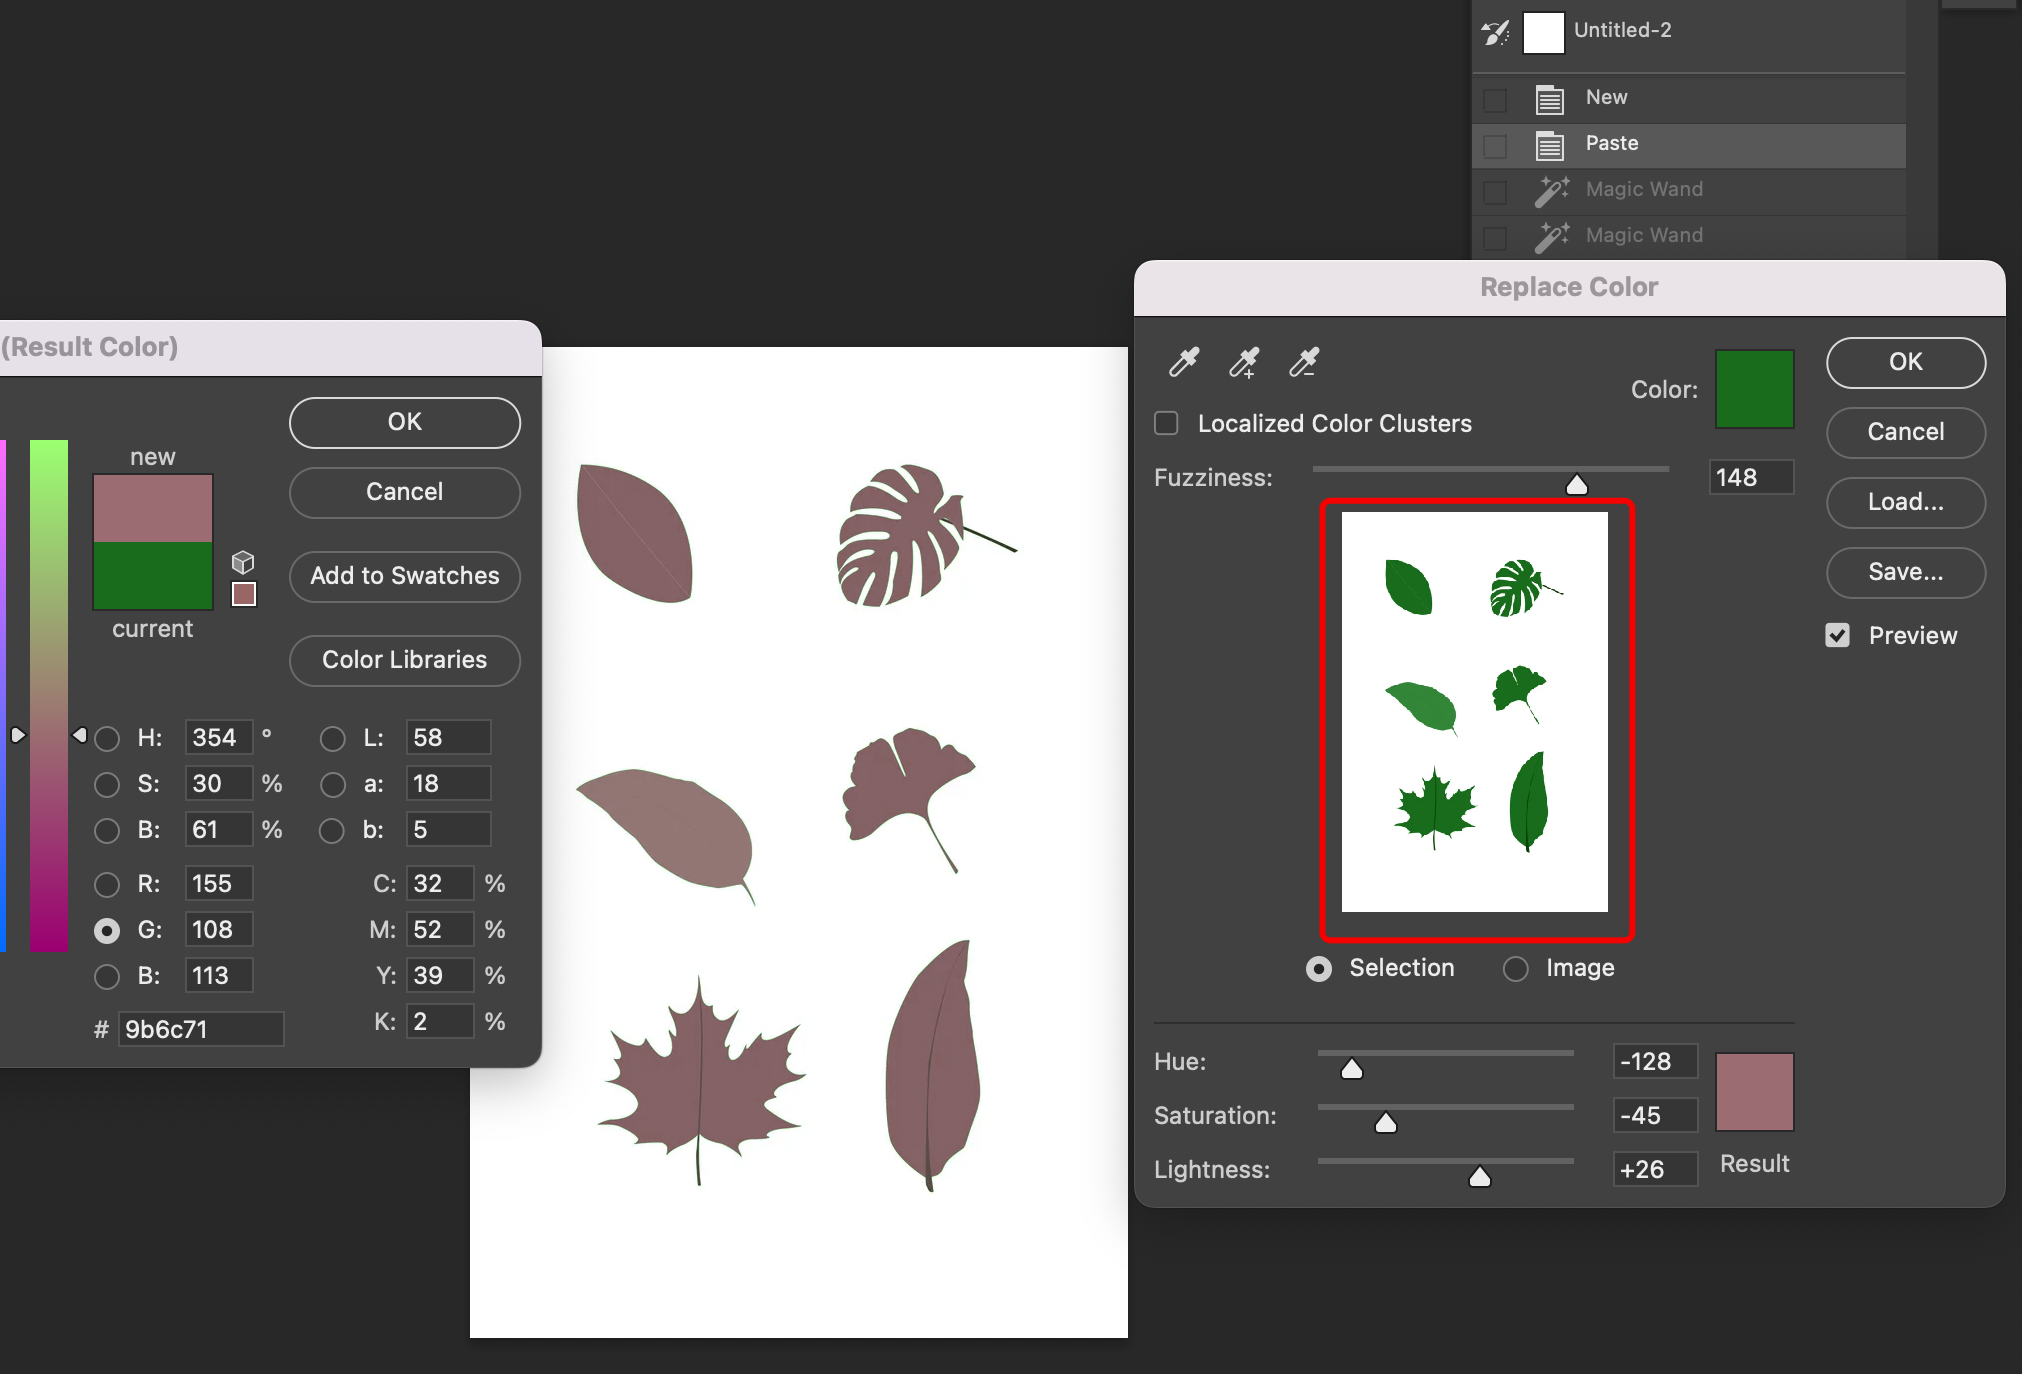 Untitled-2
New
Paste
Magic Wand
Magic Wand
(Result Color)
new
current
OK
Cancel
Add to Swatches
Color Libraries
H: 354 °
S: 30 %
B: 61 %
R: 155
G: 108
B: 113
# 9b6c71
L: 58
a: 18
b: 5
C: 32 %
M: 52 %
Y: 39 %
K: 2 %
Replace Color
Localized Color Clusters
Color:
Fuzziness: 148
OK
Cancel
Load...
Save...
Preview
Selection
Image
Hue: -128
Saturation: -45
Lightness: +26
Result